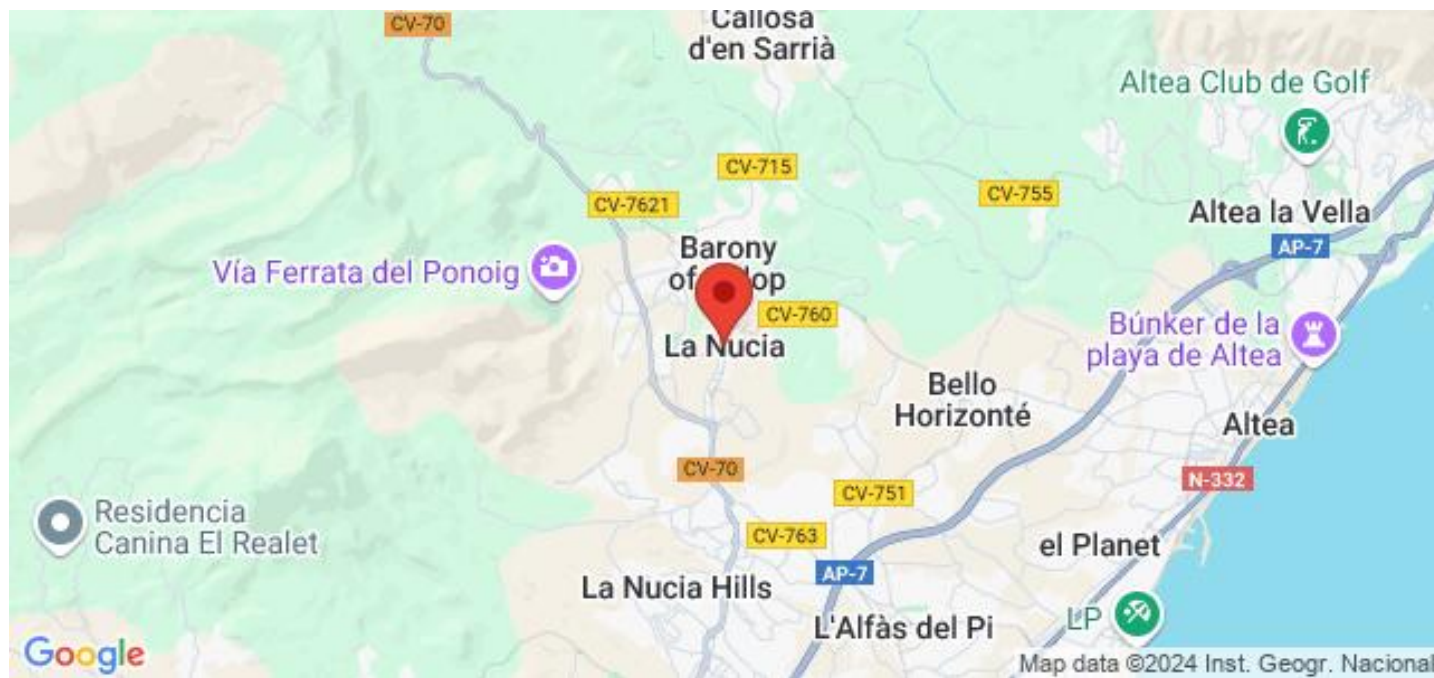 CV-70
Callosa
d'en Sarrià
Altea Club de Golf
CV-715
CV-755
CV-7621
Altea la Vella
AP-7
Barony
Vía Ferrata del Ponoig
CV-760
La Nucia
Búnker de la
playa de Altea
Bello
Horizonté
Altea
CV-70
N-332
CV-751
Residencia
Canina El Realet
CV-763
el Planet
AP-7
La Nucia Hills
L'Alfàs del Pi
LP
Google
Map data ©2024 Inst. Geogr. Nacional